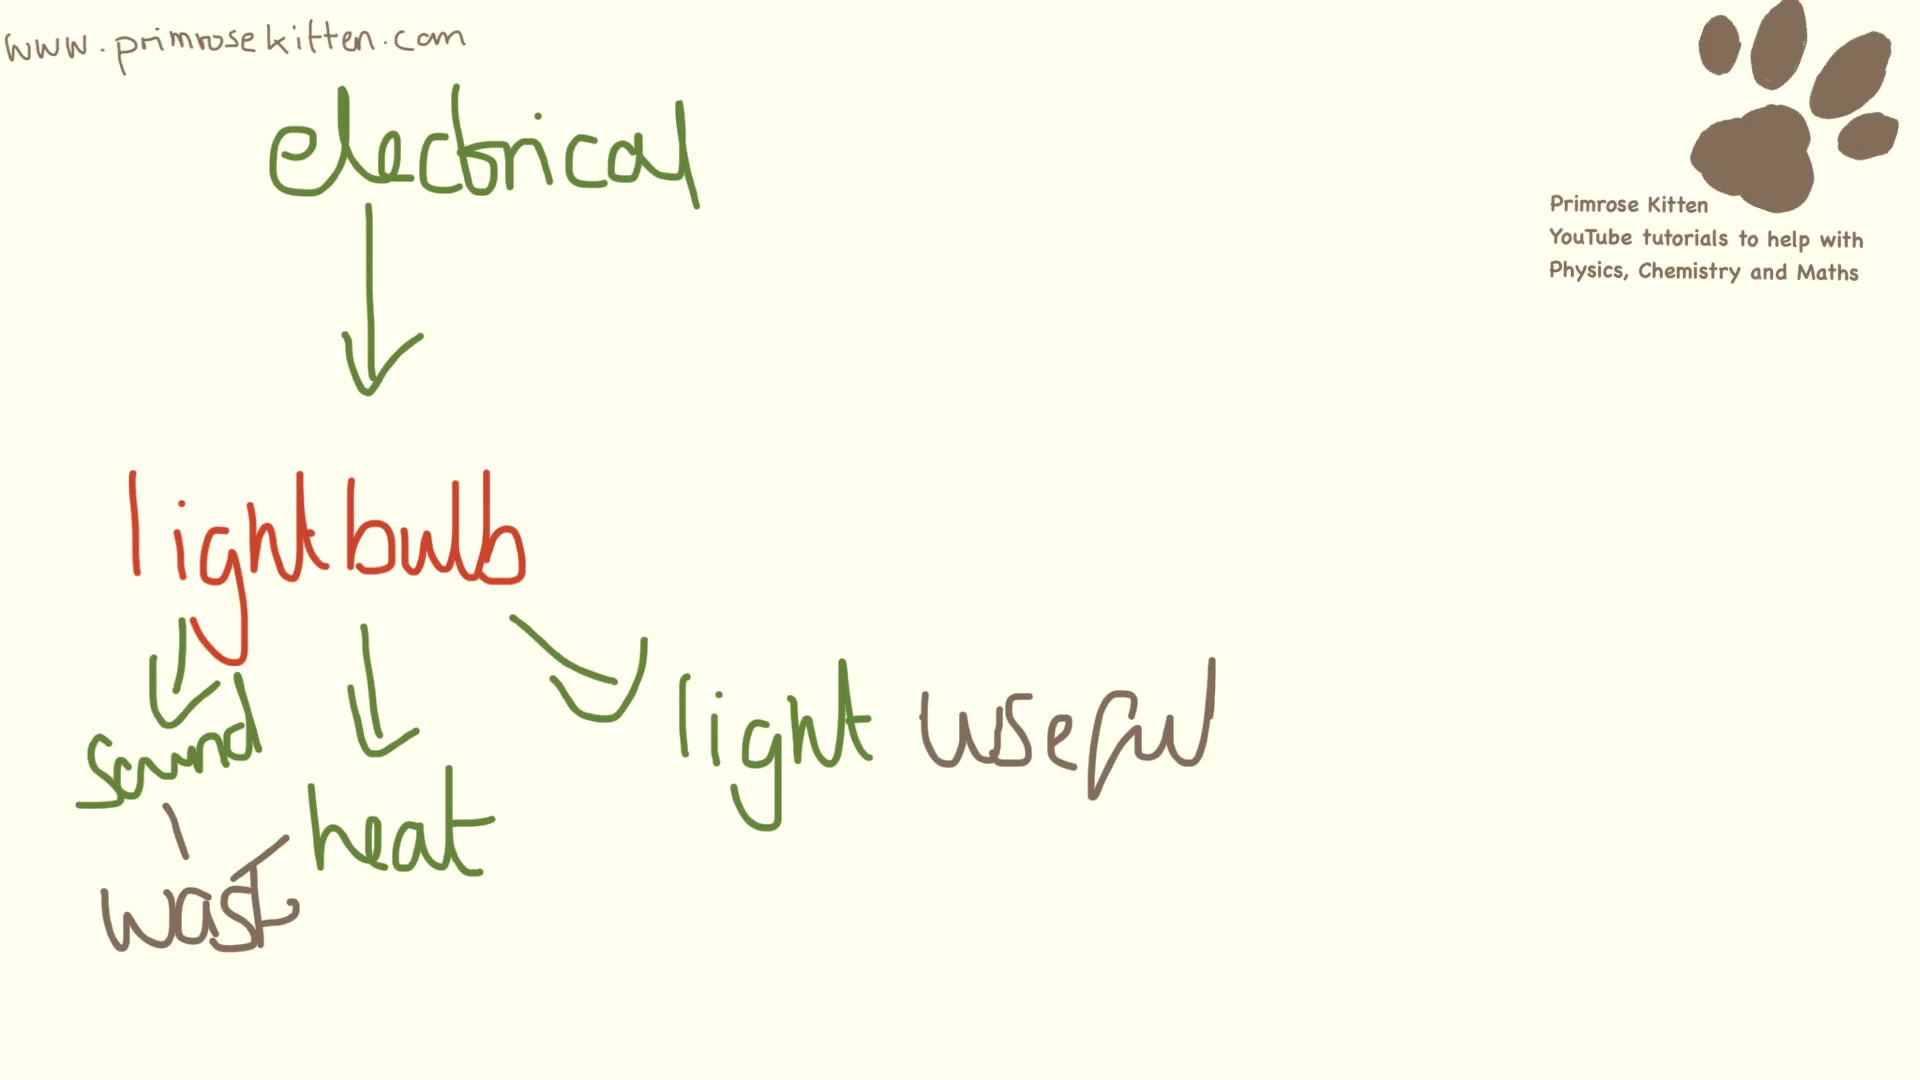 www.primrosekitten.com
electrical
Primrose Kitten
YouTube tutorials to help with
Physics, Chemistry and Maths
lightbulb
sound
heat
light useful
wast